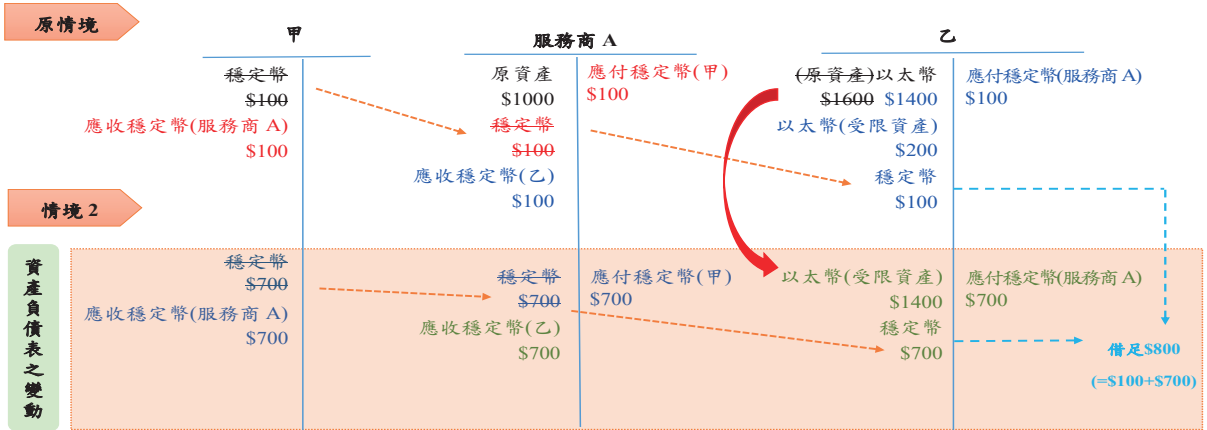 原情境
甲
服務商 A
乙
穩定幣
$100
應收穩定幣(服務商 A)
$100
原資產
$1000
穩定幣
$100
應收穩定幣(乙)
$100
應付穩定幣(甲)
$100
(原資產)以太幣
$1600 $1400
以太幣(受限資產)
$200
穩定幣
$100
應付穩定幣(服務商 A)
$100
情境 2
資產負債表之變動
穩定幣
$700
應收穩定幣(服務商 A)
$700
穩定幣
$700
應收穩定幣(乙)
$700
應付穩定幣(甲)
$700
以太幣(受限資產)
$1400
穩定幣
$700
應付穩定幣(服務商 A)
$700
借足$800
(=$100+$700)